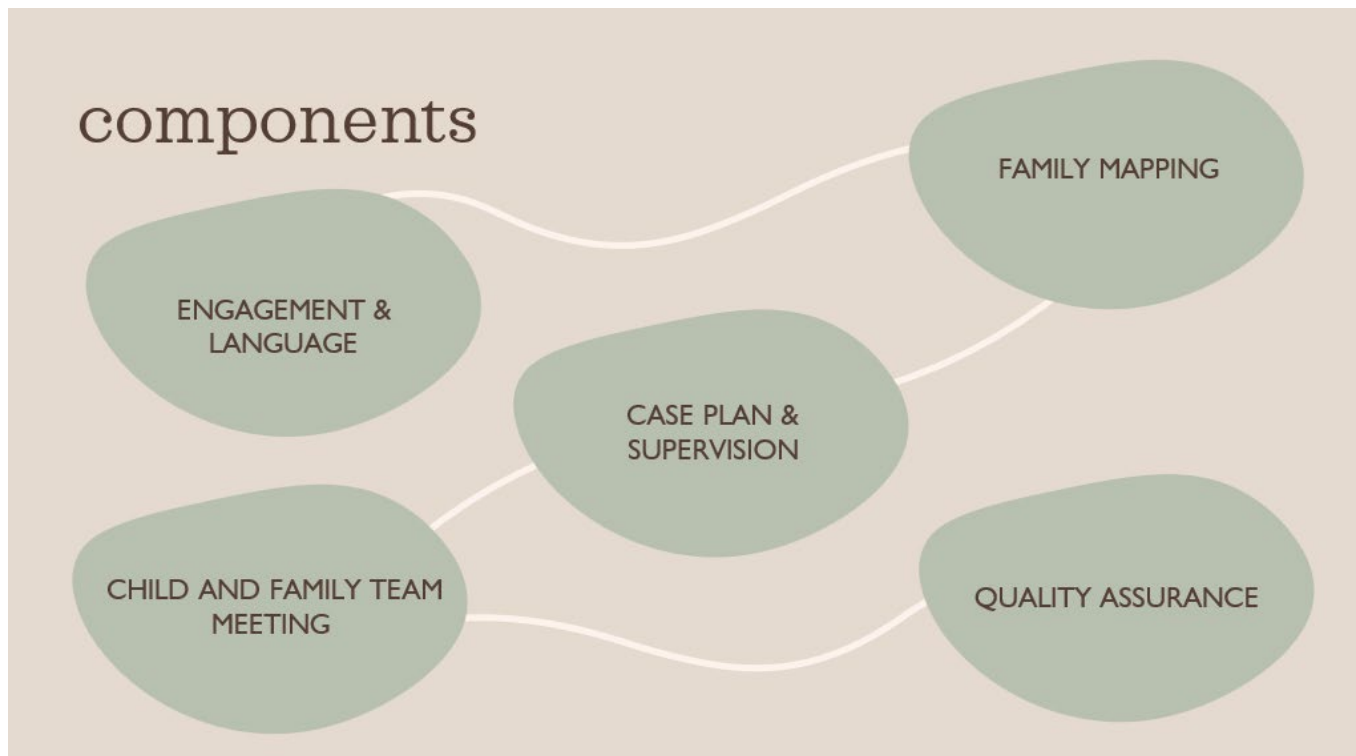 components
ENGAGEMENT &
LANGUAGE
FAMILY MAPPING
CASE PLAN &
SUPERVISION
CHILD AND FAMILY TEAM
MEETING
QUALITY ASSURANCE